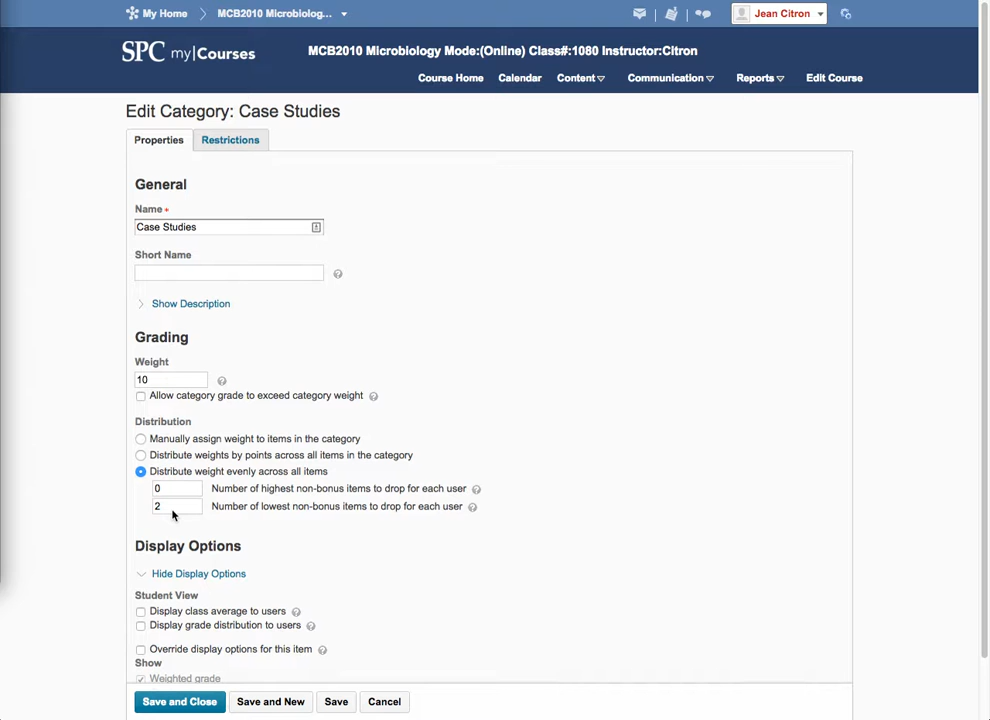 My Home
MCB2010 Microbiolog...
Jean Citron
SPC my|Courses
MCB2010 Microbiology Mode:(Online) Class#:1080 Instructor:Citron
Course Home
Calendar
Content
Communication
Reports
Edit Course
Edit Category: Case Studies
Properties
Restrictions
General
Name *
Case Studies
Short Name
Show Description
Grading
Weight
10
Allow category grade to exceed category weight
Distribution
Manually assign weight to items in the category
Distribute weights by points across all items in the category
Distribute weight evenly across all items
0 Number of highest non-bonus items to drop for each user
2 Number of lowest non-bonus items to drop for each user
Display Options
Hide Display Options
Student View
Display class average to users
Display grade distribution to users
Override display options for this item
Show
Weighted grade
Save and Close
Save and New
Save
Cancel